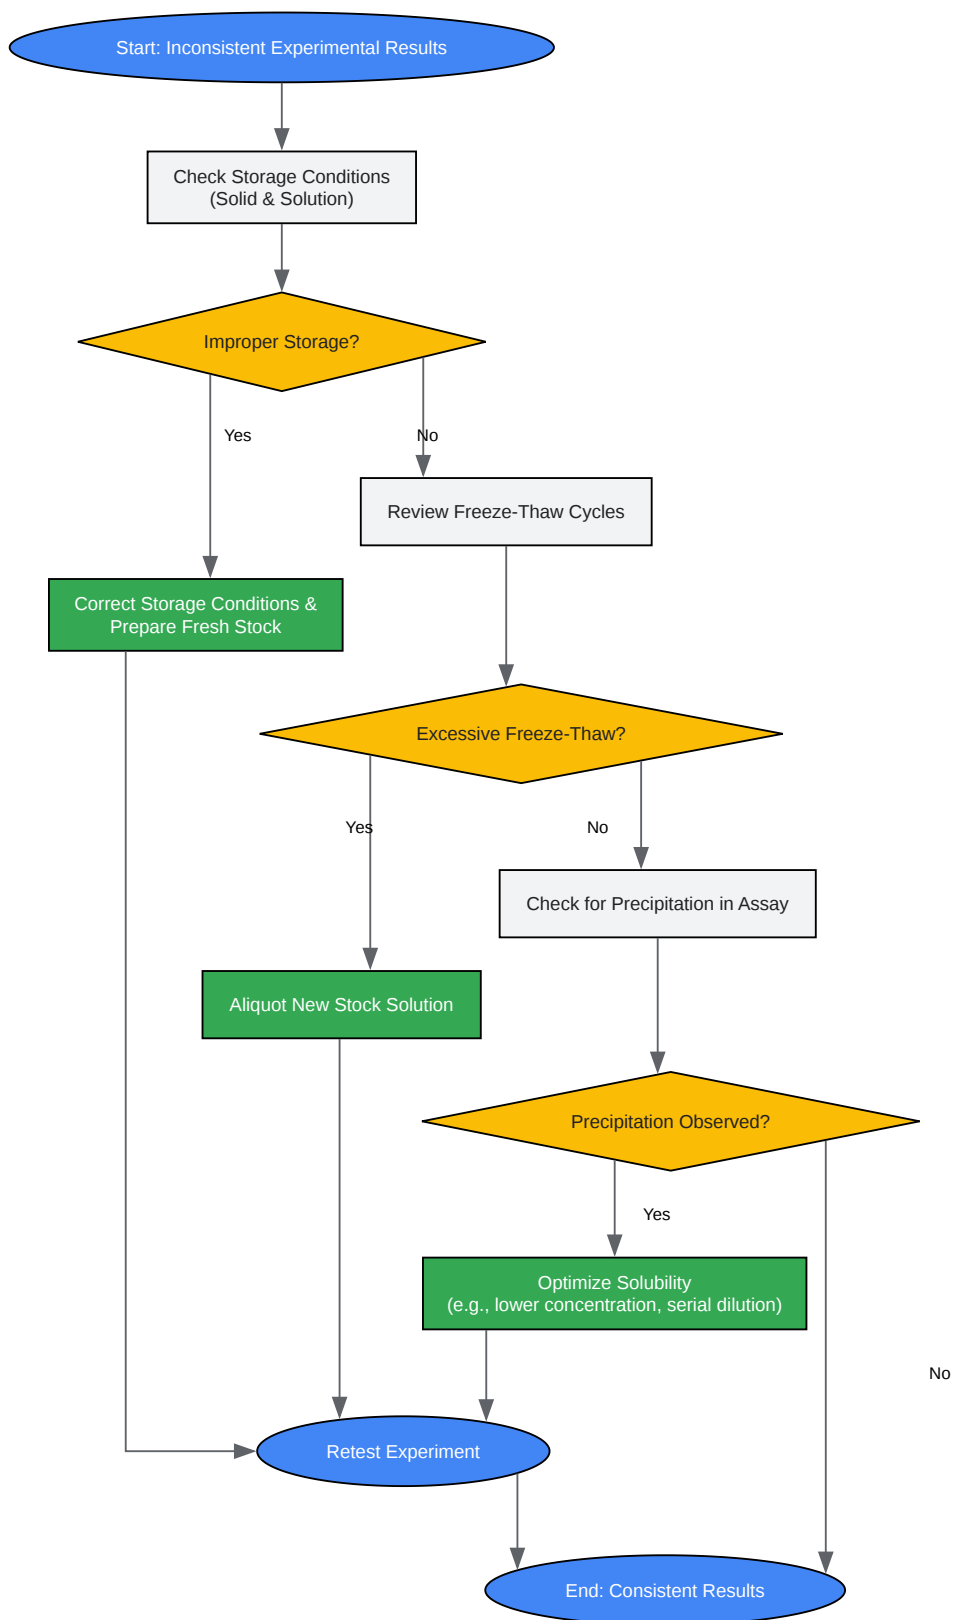 Start: Inconsistent Experimental Results
Check Storage Conditions
(Solid & Solution)
Improper Storage?
Yes
No
Review Freeze-Thaw Cycles
Correct Storage Conditions &
Prepare Fresh Stock
Excessive Freeze-Thaw?
Yes
No
Check for Precipitation in Assay
Aliquot New Stock Solution
Precipitation Observed?
Yes
Optimize Solubility
(e.g., lower concentration, serial dilution)
No
Retest Experiment
End: Consistent Results